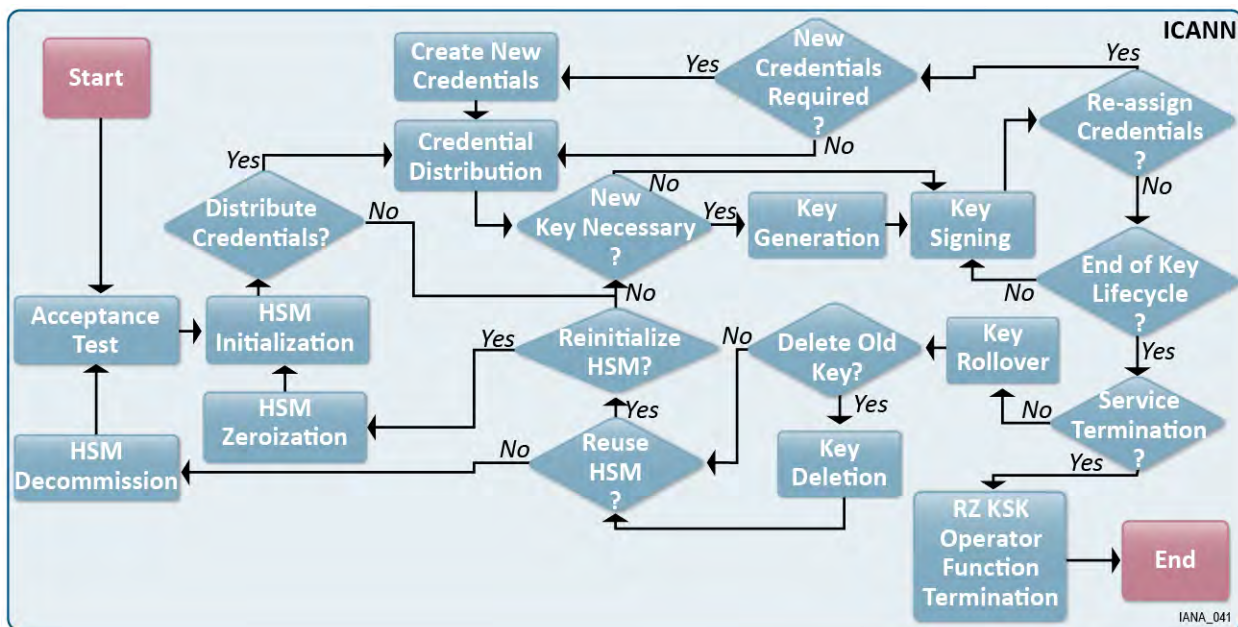 ICANN
Start
Create New
Credentials
Yes
New
Credentials
Required
?
Yes
Re-assign
Credentials
?
No
Yes
Credential
Distribution
No
Distribute
Credentials?
No
New
Key Necessary
?
No
Yes
Key
Generation
Key
Signing
End of Key
Lifecycle
?
No
Yes
Acceptance
Test
HSM
Initialization
No
Reinitialize
HSM?
Yes
No
Delete Old
Key?
Yes
Key
Rollover
No
Service
Termination
?
Yes
HSM
Zeroization
Yes
HSM
Decommission
No
Reuse
HSM
?
Key
Deletion
RZ KSK
Operator
Function
Termination
End
IANA_041